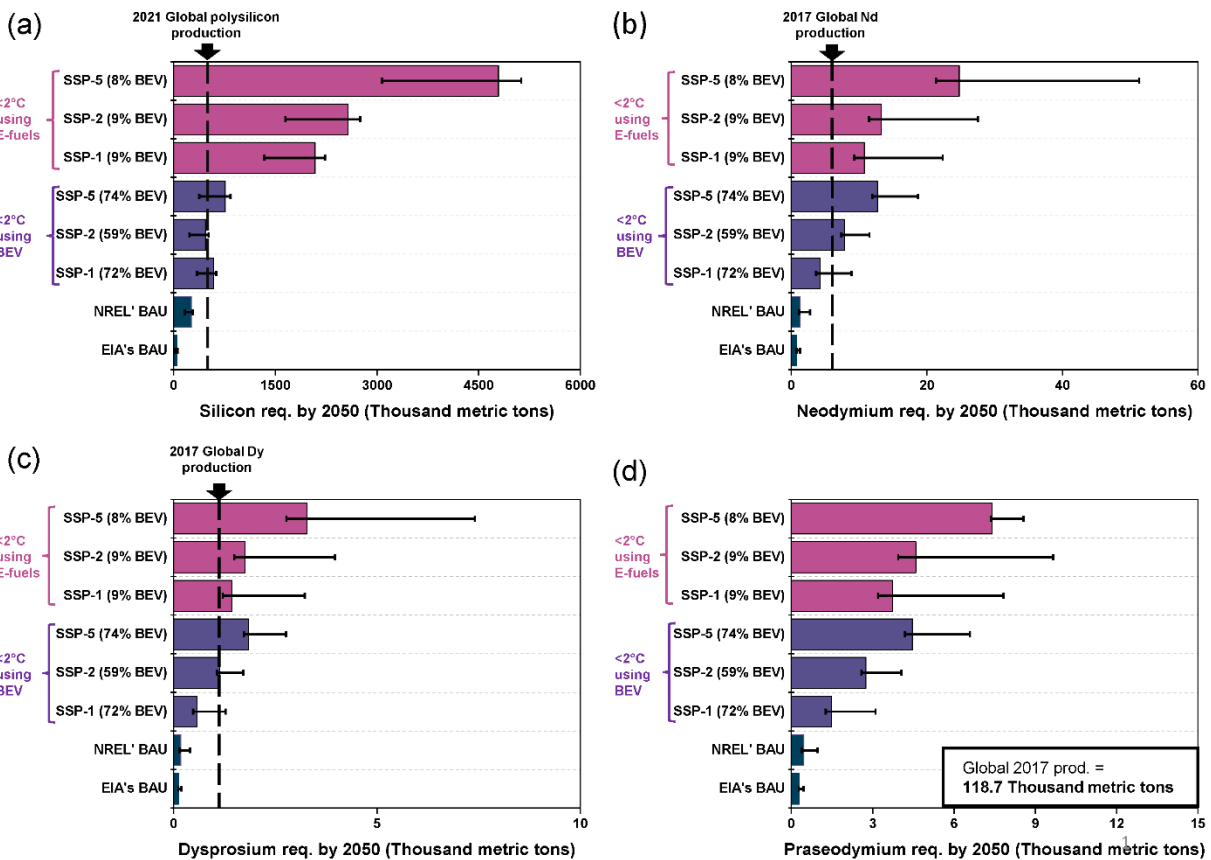 (a)
2021 Global polysilicon
production
<2°C
using
E-fuels
<2°C
using
BEV
SSP-5 (8% BEV)
SSP-2 (9% BEV)
SSP-1 (9% BEV)
SSP-5 (74% BEV)
SSP-2 (59% BEV)
SSP-1 (72% BEV)
NREL' BAU
EIA's BAU
0 1500 3000 4500 6000
Silicon req. by 2050 (Thousand metric tons)
(b)
2017 Global Nd
production
<2°C
using
E-fuels
<2°C
using
BEV
SSP-5 (8% BEV)
SSP-2 (9% BEV)
SSP-1 (9% BEV)
SSP-5 (74% BEV)
SSP-2 (59% BEV)
SSP-1 (72% BEV)
NREL' BAU
EIA's BAU
0 20 40 60
Neodymium req. by 2050 (Thousand metric tons)
(c)
2017 Global Dy
production
<2°C
using
E-fuels
<2°C
using
BEV
SSP-5 (8% BEV)
SSP-2 (9% BEV)
SSP-1 (9% BEV)
SSP-5 (74% BEV)
SSP-2 (59% BEV)
SSP-1 (72% BEV)
NREL' BAU
EIA's BAU
0 5 10
Dysprosium req. by 2050 (Thousand metric tons)
(d)
<2°C
using
E-fuels
<2°C
using
BEV
SSP-5 (8% BEV)
SSP-2 (9% BEV)
SSP-1 (9% BEV)
SSP-5 (74% BEV)
SSP-2 (59% BEV)
SSP-1 (72% BEV)
NREL' BAU
EIA's BAU
Global 2017 prod. =
118.7 Thousand metric tons
0 3 6 9 12 15
1
Praseodymium req. by 2050 (Thousand metric tons)